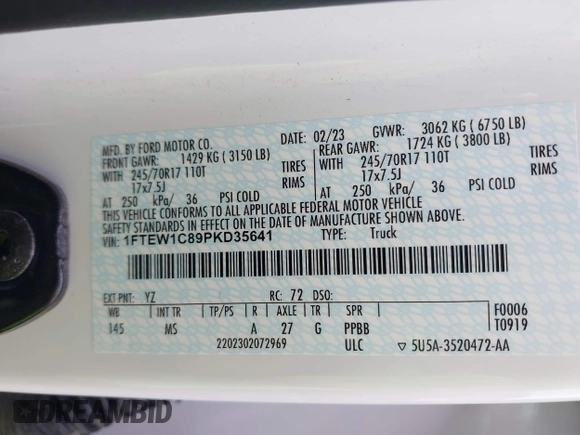 MFD. BY FORD MOTOR CO.
DATE: 02/23 GVWR: 3062 KG ( 6750 LB)
FRONT GAWR: 1429 KG ( 3150 LB) REAR GAWR: 1724 KG ( 3800 LB)
WITH 245/70R17 110T TIRES WITH 245/70R17 110T TIRES
17x7.5J RIMS 17x7.5J RIMS
AT 250 kPa/ 36 PSI COLD AT 250 kPa/ 36 PSI COLD
THIS VEHICLE CONFORMS TO ALL APPLICABLE FEDERAL MOTOR VEHICLE
SAFETY STANDARDS IN EFFECT ON THE DATE OF MANUFACTURE SHOWN ABOVE.
VIN: 1FTEW1C89PKD35641 TYPE: Truck
EXT PNT: YZ RC: 72 DSO:
WB INT TR TP/PS R AXLE TR SPR F0006
145 MS A 27 G PPBB T0919
2202302072969 ULC ▽ 5U5A-3520472-AA
DREAMBID